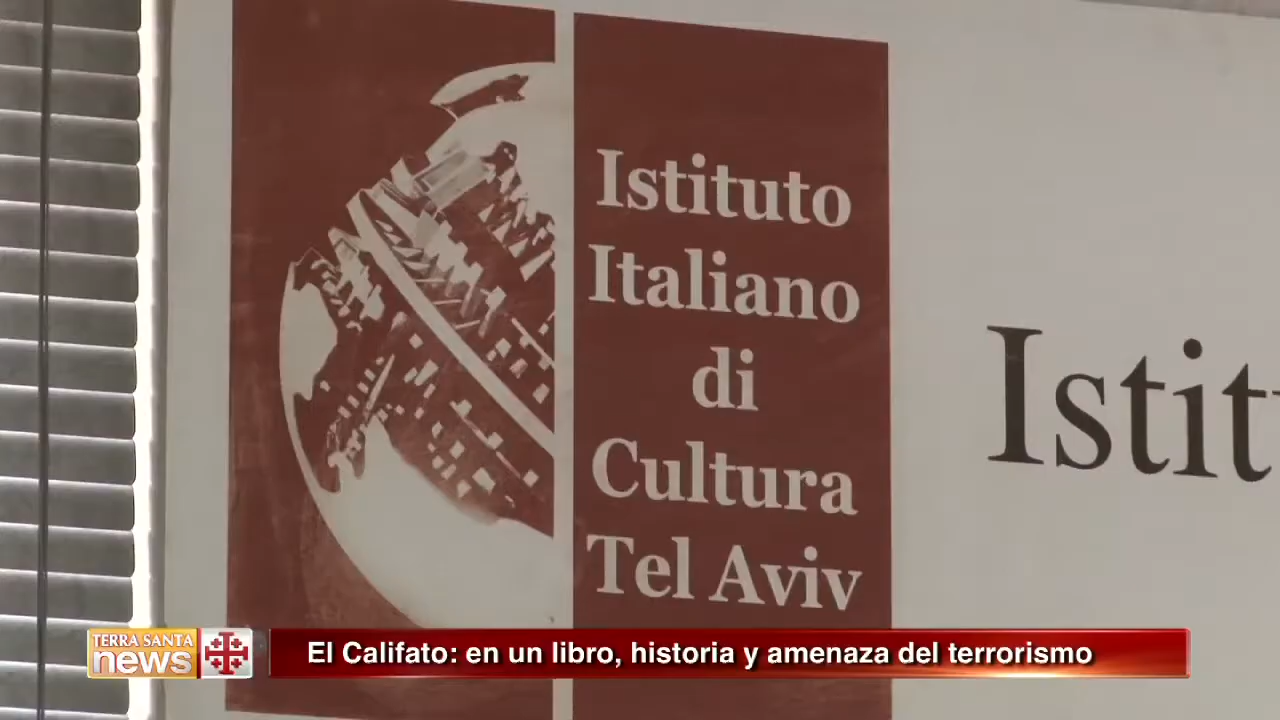 Istituto
Italiano
di
Cultura
Tel Aviv
Istit
TERRA SANTA
news
El Califato: en un libro, historia y amenaza del terrorismo